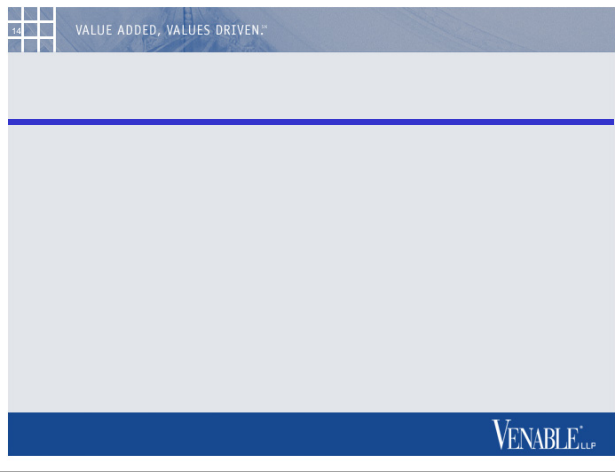 14
VALUE ADDED, VALUES DRIVEN.℠
VENABLE® LLP